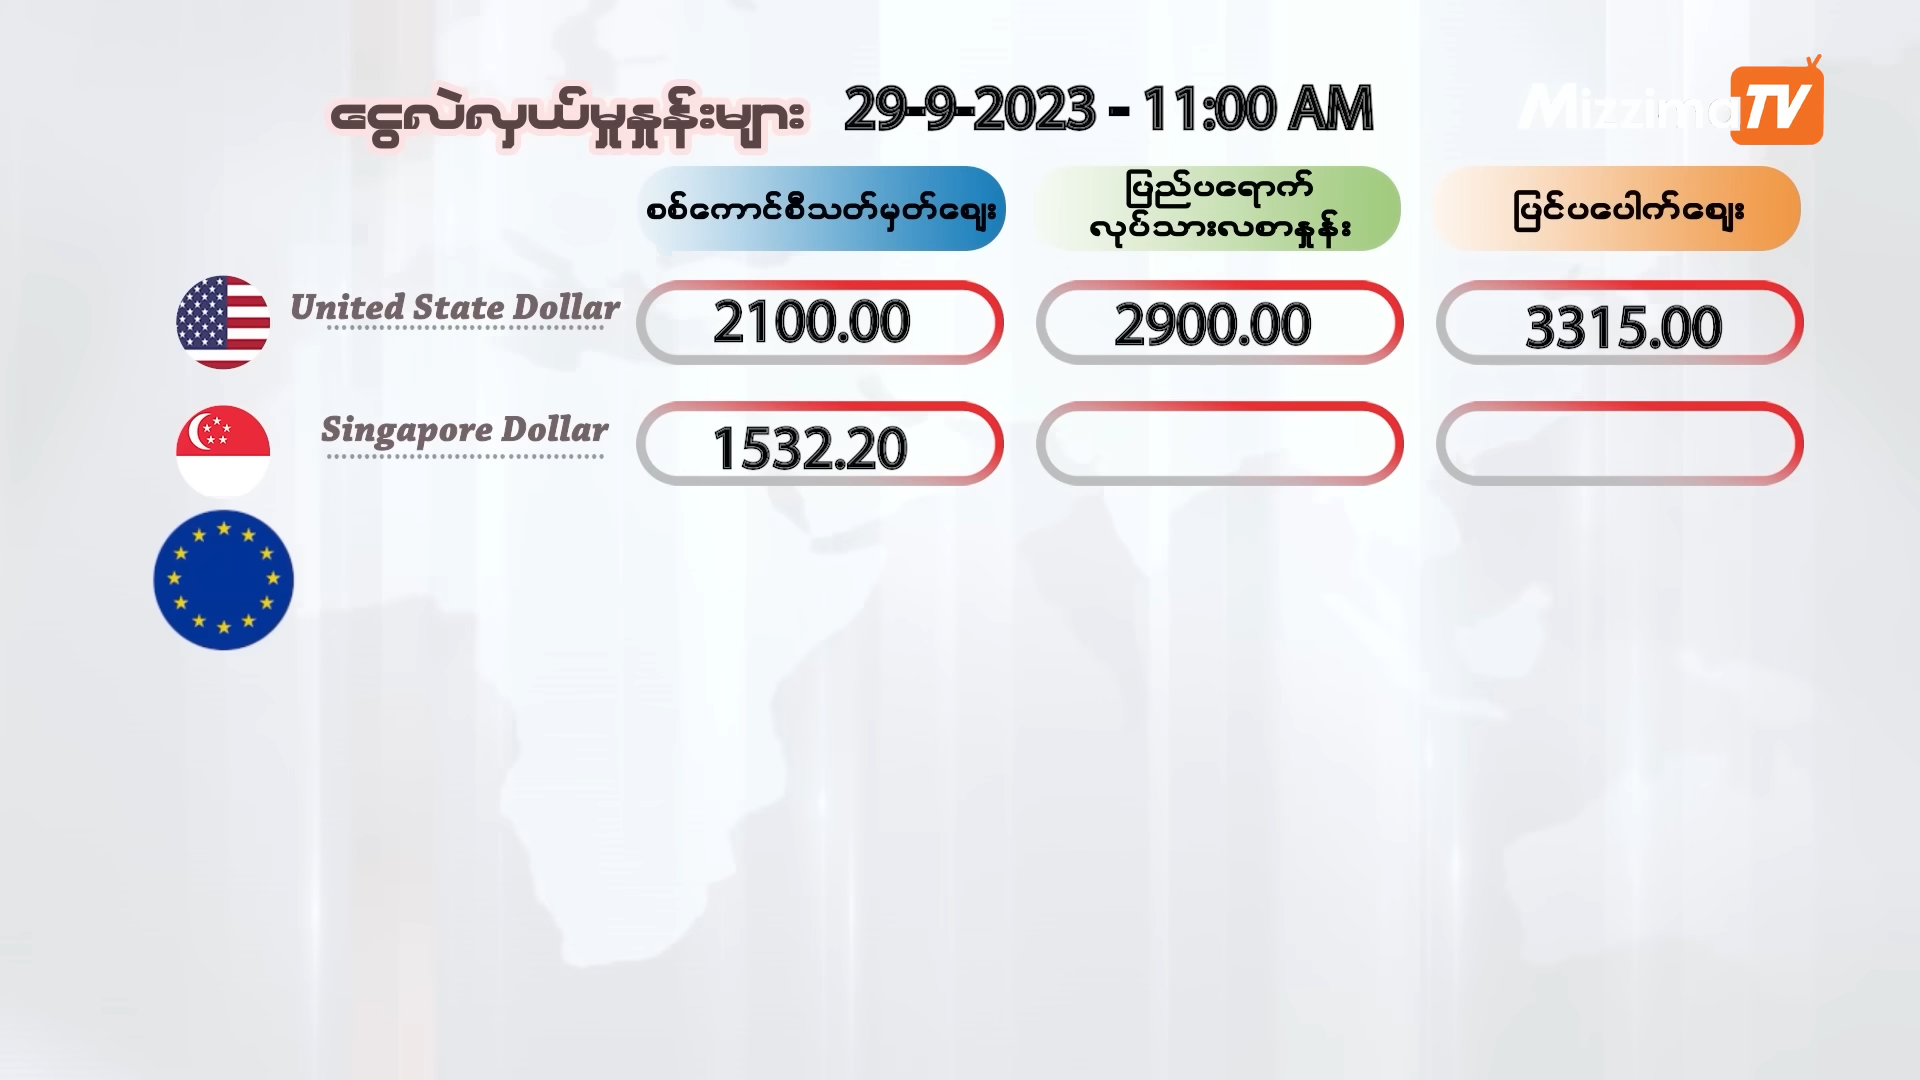 ငွေလဲလှယ်မှုနှုန်းများ 29-9-2023 - 11:00 AM
Mizzima TV
စစ်ကောင်စီသတ်မှတ်ဈေး
ပြည်ပရောက်
လုပ်သားလစာနှုန်း
ပြင်ပပေါက်ဈေး
United State Dollar 2100.00 2900.00 3315.00
Singapore Dollar 1532.20